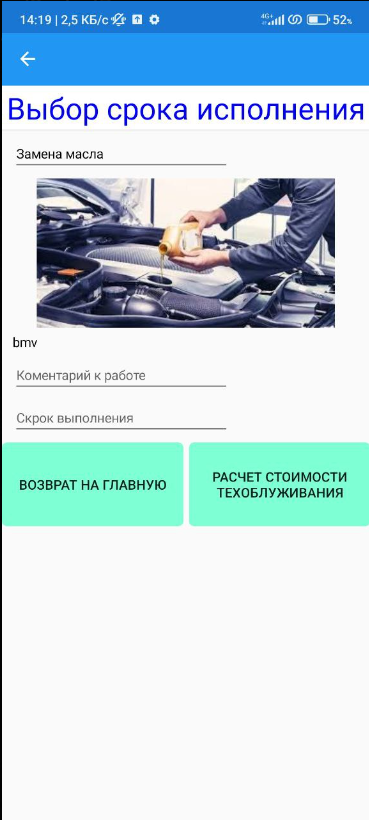 14:19 | 2,5 КБ/с
4G+
52%
Выбор срока исполнения
Замена масла
bmv
Коментарий к работе
Скрок выполнения
ВОЗВРАТ НА ГЛАВНУЮ
РАСЧЕТ СТОИМОСТИ
ТЕХОБЛУЖИВАНИЯ